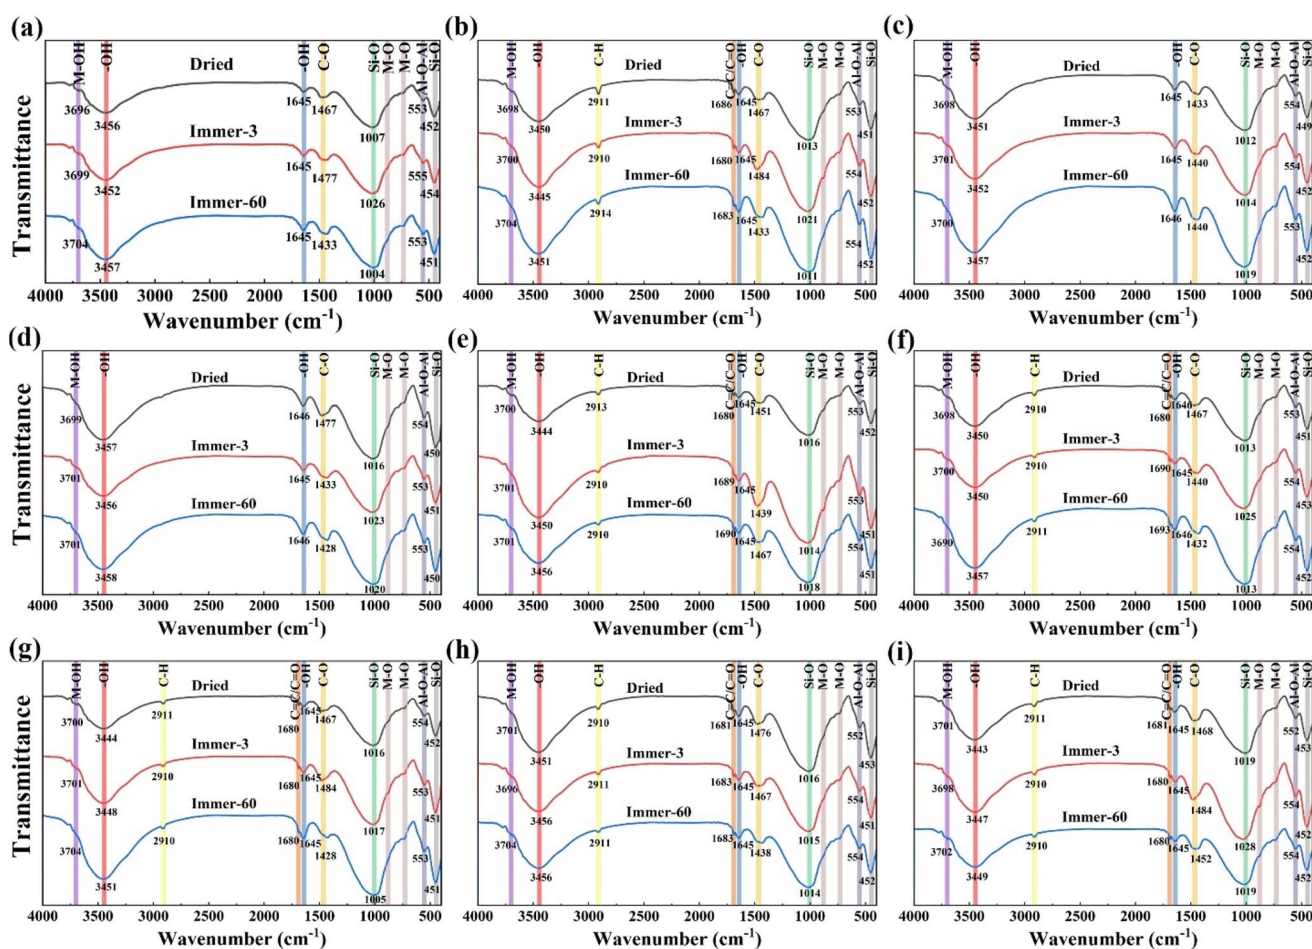 (a)
M-OH
-OH
-OH
C-O
Si-O
M-O
M-O
Al-O-Al
Si-O
Dried
3696
3456
1645
1467
1007
553
452
Immer-3
3699
3452
1645
1477
1026
555
454
Immer-60
3704
3457
1645
1433
1004
553
451
Transmittance
4000 3500 3000 2500 2000 1500 1000 500
Wavenumber (cm⁻¹)
(b)
M-OH
-OH
C-H
C=C/C=O
-OH
C-O
Si-O
M-O
M-O
Al-O-Al
Si-O
Dried
3698
3450
2911
1686
1645
1467
1013
553
451
Immer-3
3700
3445
2910
1680
1645
1484
1021
554
452
Immer-60
3704
3451
2914
1683
1645
1433
1011
554
452
4000 3500 3000 2500 2000 1500 1000 500
Wavenumber (cm⁻¹)
(c)
M-OH
-OH
-OH
C-O
Si-O
M-O
M-O
Al-O-Al
Si-O
Dried
3698
3451
1645
1433
1012
554
449
Immer-3
3701
3452
1645
1440
1014
554
452
Immer-60
3700
3457
1646
1440
1019
553
452
4000 3500 3000 2500 2000 1500 1000 500
Wavenumber (cm⁻¹)
(d)
M-OH
-OH
-OH
C-O
Si-O
M-O
M-O
Al-O-Al
Si-O
Dried
3699
3457
1646
1477
1016
554
450
Immer-3
3701
3456
1645
1433
1023
553
451
Immer-60
3701
3458
1646
1428
1020
553
450
Transmittance
4000 3500 3000 2500 2000 1500 1000 500
Wavenumber (cm⁻¹)
(e)
M-OH
-OH
C-H
C=C/C=O
-OH
C-O
Si-O
M-O
M-O
Al-O-Al
Si-O
Dried
3700
3444
2913
1680
1645
1451
1016
553
452
Immer-3
3701
3450
2910
1689
1645
1439
1014
553
451
Immer-60
3701
3456
2910
1690
1645
1467
1018
554
451
4000 3500 3000 2500 2000 1500 1000 500
Wavenumber (cm⁻¹)
(f)
M-OH
-OH
C-H
C=C/C=O
-OH
C-O
Si-O
M-O
M-O
Al-O-Al
Si-O
Dried
3698
3450
2910
1680
1640
1467
1013
553
451
Immer-3
3700
3450
2910
1690
1645
1440
1025
554
453
Immer-60
3690
3457
2911
1693
1646
1432
1013
554
452
4000 3500 3000 2500 2000 1500 1000 500
Wavenumber (cm⁻¹)
(g)
M-OH
-OH
C-H
C=C/C=O
-OH
C-O
Si-O
M-O
M-O
Al-O-Al
Si-O
Dried
3700
3444
2911
1680
1645
1467
1016
554
452
Immer-3
3701
3448
2910
1680
1645
1484
1017
553
451
Immer-60
3704
3451
2910
1680
1645
1428
1005
553
451
Transmittance
4000 3500 3000 2500 2000 1500 1000 500
Wavenumber (cm⁻¹)
(h)
M-OH
-OH
C-H
C=C/C=O
-OH
C-O
Si-O
M-O
M-O
Al-O-Al
Si-O
Dried
3701
3451
2910
1681
1645
1476
1016
552
453
Immer-3
3696
3456
2911
1683
1645
1467
1015
554
451
Immer-60
3704
3456
2911
1683
1645
1438
1014
554
452
4000 3500 3000 2500 2000 1500 1000 500
Wavenumber (cm⁻¹)
(i)
M-OH
-OH
C-H
C=C/C=O
-OH
C-O
Si-O
M-O
M-O
Al-O-Al
Si-O
Dried
3701
3443
2911
1681
1645
1468
1019
552
453
Immer-3
3698
3447
2910
1680
1645
1484
1028
554
452
Immer-60
3702
3449
2910
1680
1645
1452
1019
554
452
4000 3500 3000 2500 2000 1500 1000 500
Wavenumber (cm⁻¹)